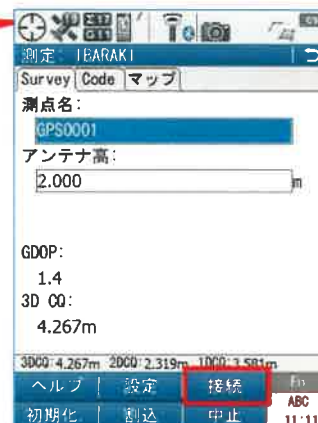 測定: IBARAKI
Survey Code マップ
測点名:
GPS0001
アンテナ高:
2.000 m
GDOP:
1.4
3D CQ:
4.267m
3DCQ:4.267m 2DCQ:2.319m 1DCQ:3.581m
ヘルプ 設定 接続 En
ABC
初期化 割込 中止 11:11